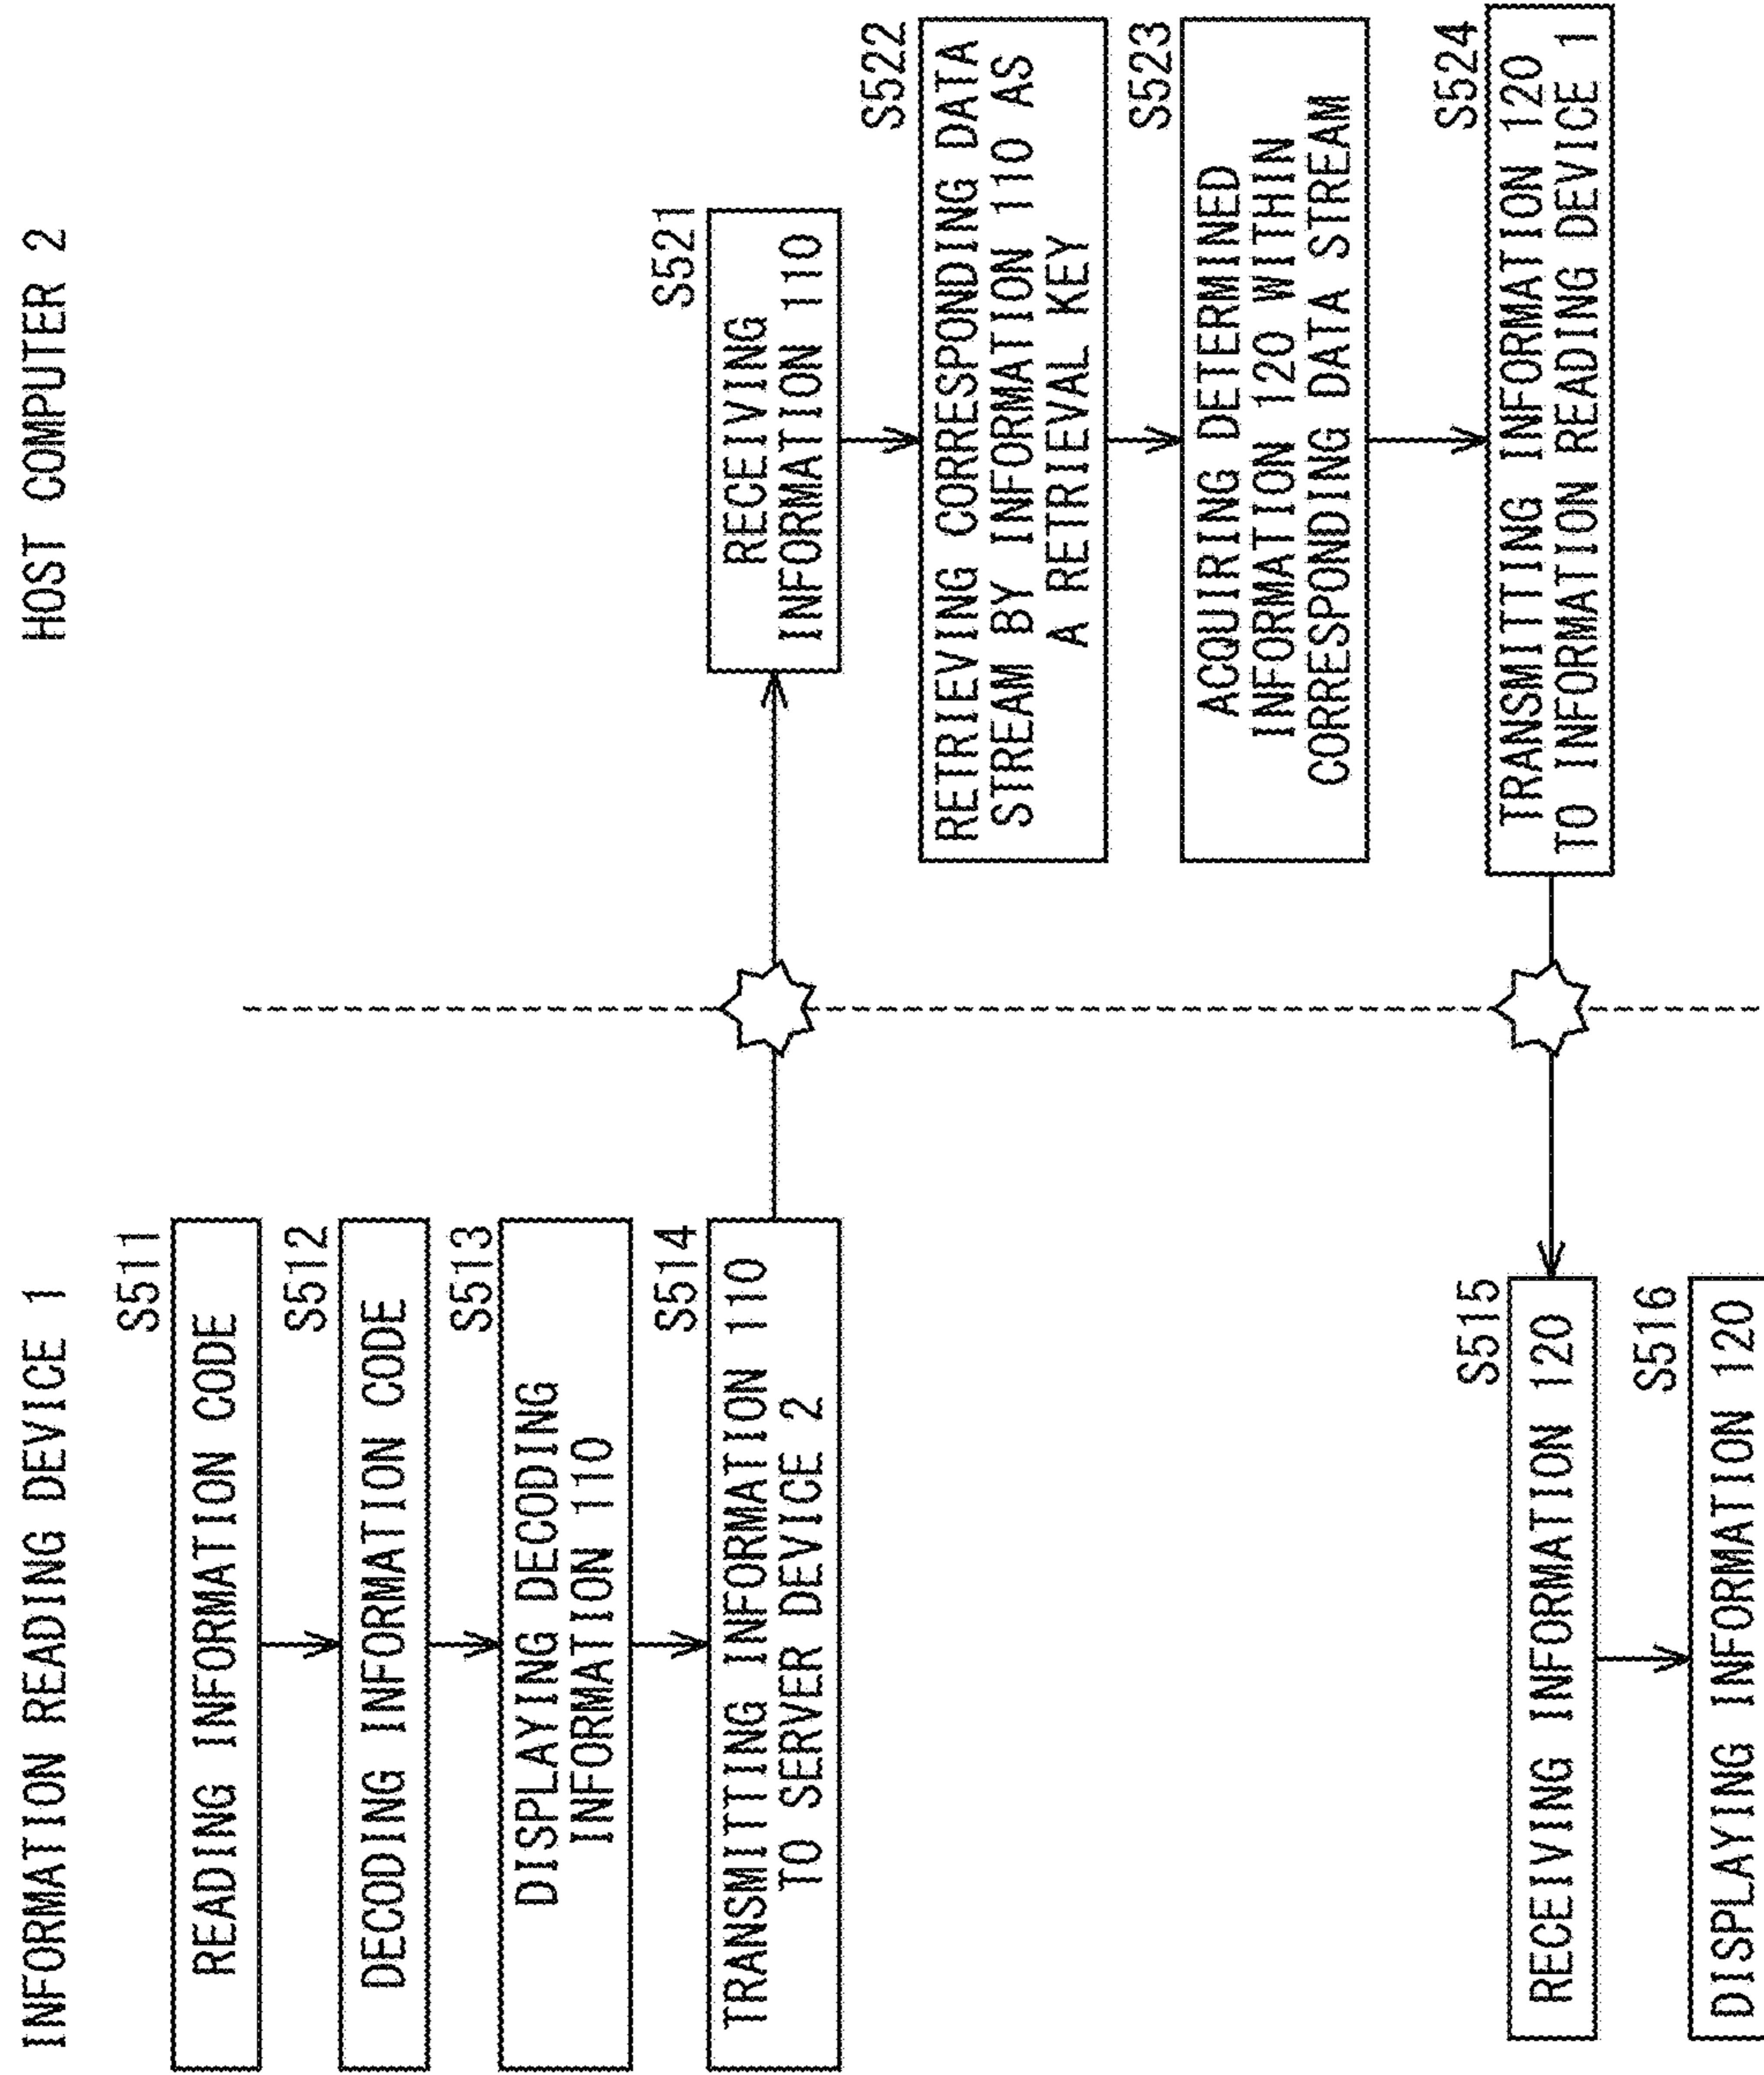 INFORMATION READING DEVICE 1
HOST COMPUTER 2
S511
READING INFORMATION CODE
S512
DECODING INFORMATION CODE
S513
DISPLAYING DECODING
INFORMATION 110
S514
TRANSMITTING INFORMATION 110
TO SERVER DEVICE 2
S521
RECEIVING
INFORMATION 110
S522
RETRIEVING CORRESPONDING DATA
STREAM BY INFORMATION 110 AS
A RETRIEVAL KEY
S523
ACQUIRING DETERMINED
INFORMATION 120 WITHIN
CORRESPONDING DATA STREAM
S524
TRANSMITTING INFORMATION 120
TO INFORMATION READING DEVICE 1
S515
RECEIVING INFORMATION 120
S516
DISPLAYING INFORMATION 120